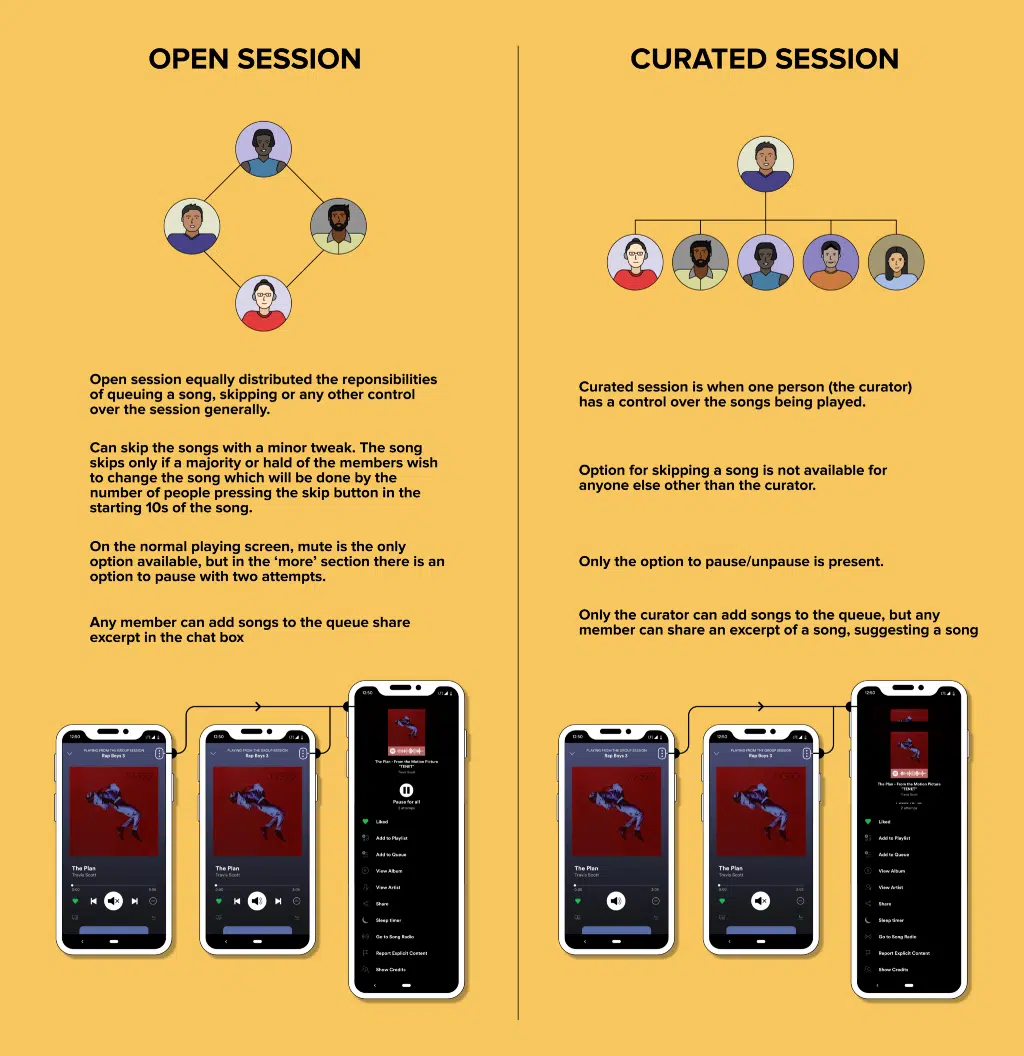 OPEN SESSION
Open session equally distributed the reponsibilities
of queuing a song, skipping or any other control
over the session generally.
Can skip the songs with a minor tweak. The song
skips only if a majority or hald of the members wish
to change the song which will be done by the
number of people pressing the skip button in the
starting 10s of the song.
On the normal playing screen, mute is the only
option available, but in the ‘more’ section there is an
option to pause with two attempts.
Any member can add songs to the queue share
excerpt in the chat box
12:50
PLAYING FROM THE GROUP SESSION
Rap Boys 3
The Plan
Travis Scott
0:00
12:50
PLAYING FROM THE GROUP SESSION
Rap Boys 3
The Plan
Travis Scott
0:00
12:50
The Plan - From the Motion Picture
"TENET"
Travis Scott
Pause for all
2 attempts
Liked
Add to Playlist
Add to Queue
View Album
View Artist
Share
Sleep timer
Go to Song Radio
Report Explicit Content
Show Credits
CURATED SESSION
Curated session is when one person (the curator)
has a control over the songs being played.
Option for skipping a song is not available for
anyone else other than the curator.
Only the option to pause/unpause is present.
Only the curator can add songs to the queue, but any
member can share an excerpt of a song, suggesting a song
12:50
PLAYING FROM THE GROUP SESSION
Rap Boys 3
The Plan
Travis Scott
0:00
12:50
PLAYING FROM THE GROUP SESSION
Rap Boys 3
The Plan
Travis Scott
0:00
12:50
The Plan - From the Motion Picture
"TENET"
Travis Scott
2 attempts
Liked
Add to Playlist
Add to Queue
View Album
View Artist
Share
Sleep timer
Go to Song Radio
Report Explicit Content
Show Credits